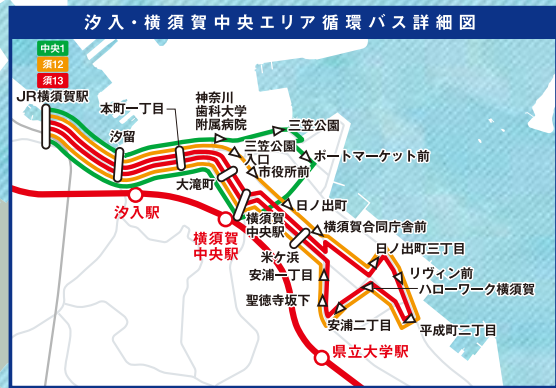 汐入・横須賀中央エリア循環バス詳細図
中央1
須12
須13
JR横須賀駅
汐留
本町一丁目
神奈川
歯科大学
附属病院
三笠公園
三笠公園
入口
市役所前
ポートマーケット前
大滝町
日ノ出町
横須賀
中央駅
横須賀合同庁舎前
汐入駅
横須賀
中央駅
米ケ浜
日ノ出町三丁目
安浦一丁目
リヴィン前
ハローワーク横須賀
聖徳寺坂下
安浦二丁目
平成町二丁目
県立大学駅